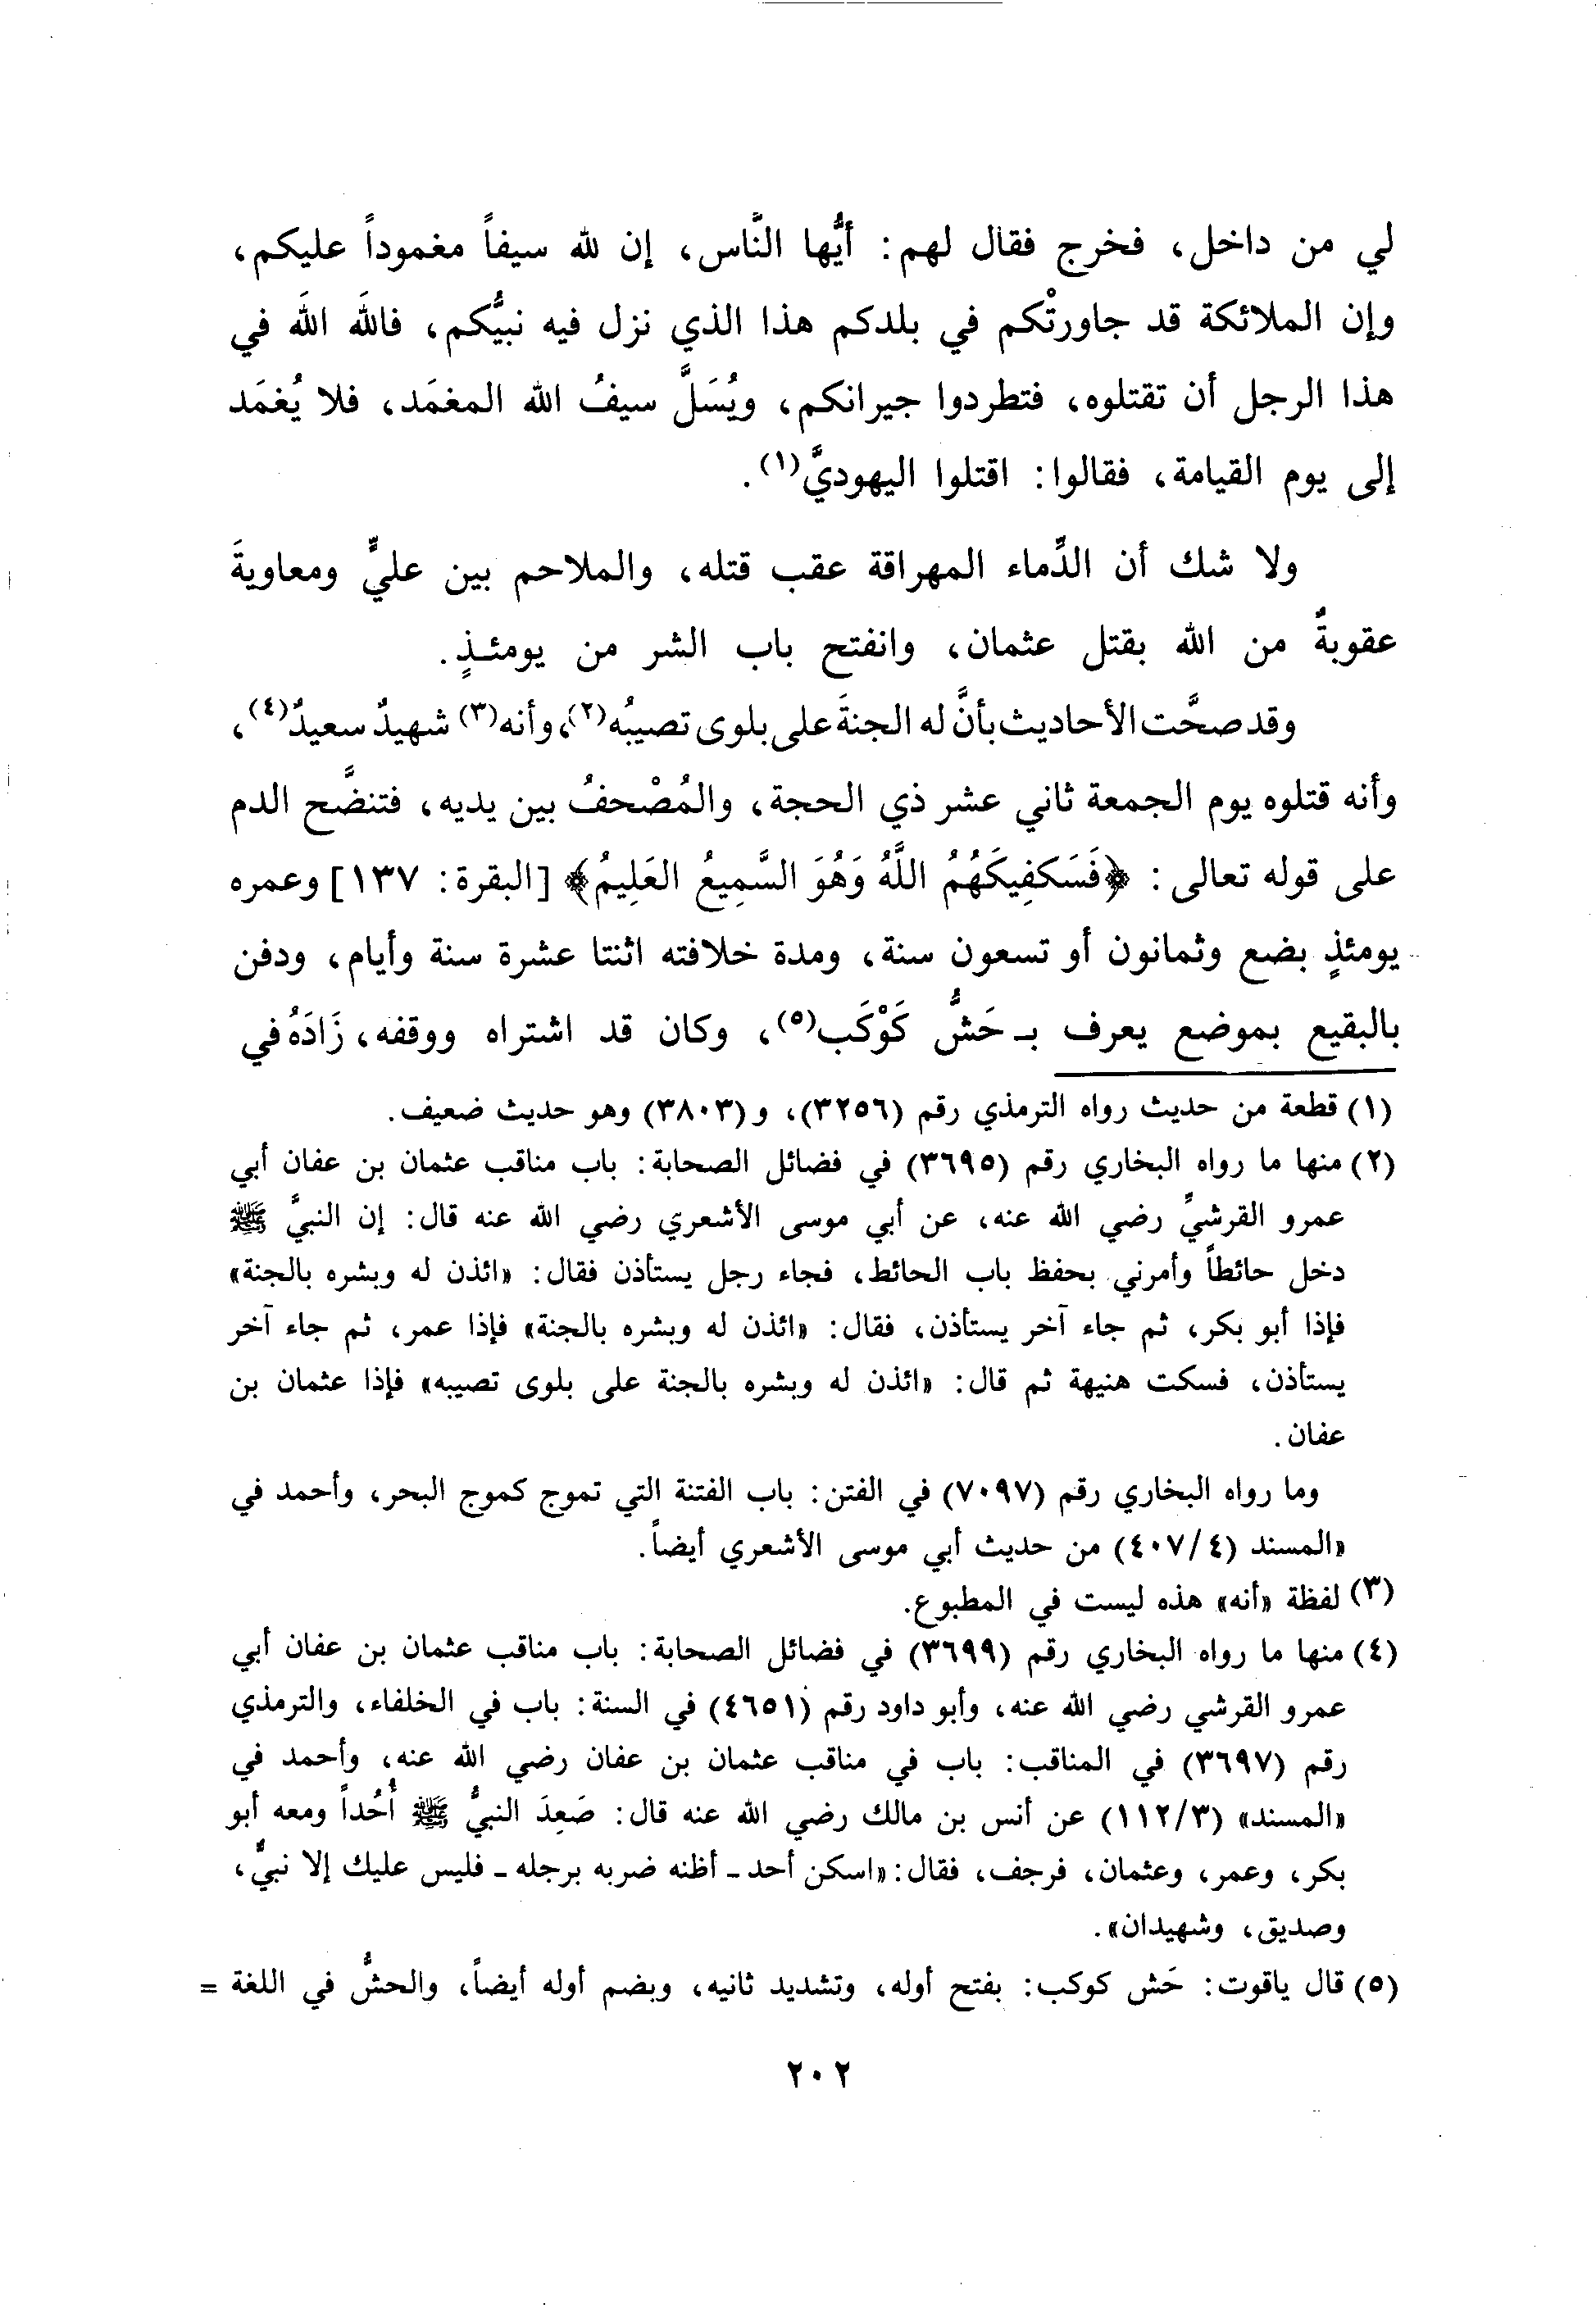 لي من داخل، فخرج فقال لهم: أيُّها النَّاس، إن لله سيفاً مغموداً عليكم،
وإن الملائكة قد جاورتْكم في بلدكم هذا الذي نزل فيه نبيُّكم، فاللهَ اللهَ في
هذا الرجل أن تقتلوه، فتطردوا جيرانكم، ويُسَلَّ سيفُ الله المغمَد، فلا يُغمَد
إلى يوم القيامة، فقالوا: اقتلوا اليهوديَّ(١).
ولا شك أن الدِّماء المهراقة عقب قتله، والملاحم بين عليٍّ ومعاويةَ
عقوبةٌ من الله بقتل عثمان، وانفتح باب الشر من يومئـذٍ.
وقد صحَّت الأحاديث بأنَّ له الجنةَ على بلوى تصيبُه(٢)، وأنه(٣) شهيدٌ سعيدٌ(٤)،
وأنه قتلوه يوم الجمعة ثاني عشر ذي الحجة، والمُصْحفُ بين يديه، فتنضَّح الدم
على قوله تعالى: ﴿فَسَكفِيكَهُمُ اللَّهُ وَهُوَ السَّمِيعُ العَلِيمُ﴾ [البقرة: ١٣٧] وعمره
يومئذٍ بضع وثمانون أو تسعون سنة، ومدة خلافته اثنتا عشرة سنة وأيام، ودفن
بالبقيع بموضع يعرف بـ حَشُّ كَوْكَب(٥)، وكان قد اشتراه ووقفه، زَادَهُ في
(١) قطعة من حديث رواه الترمذي رقم (٣٢٥٦)، و (٣٨٠٣) وهو حديث ضعيف.
(٢) منها ما رواه البخاري رقم (٣٦٩٥) في فضائل الصحابة: باب مناقب عثمان بن عفان أبي
عمرو القرشيِّ رضي الله عنه، عن أبي موسى الأشعري رضي الله عنه قال: إن النبيَّ ﷺ
دخل حائطاً وأمرني بحفظ باب الحائط، فجاء رجل يستأذن فقال: «ائذن له وبشره بالجنة»
فإذا أبو بكر، ثم جاء آخر يستأذن، فقال: «ائذن له وبشره بالجنة» فإذا عمر، ثم جاء آخر
يستأذن، فسكت هنيهة ثم قال: «ائذن له وبشره بالجنة على بلوى تصيبه» فإذا عثمان بن
عفان.
وما رواه البخاري رقم (٧٠٩٧) في الفتن: باب الفتنة التي تموج كموج البحر، وأحمد في
«المسند (٤/ ٤٠٧) من حديث أبي موسى الأشعري أيضاً.
(٣) لفظة «أنه» هذه ليست في المطبوع.
(٤) منها ما رواه البخاري رقم (٣٦٩٩) في فضائل الصحابة: باب مناقب عثمان بن عفان أبي
عمرو القرشي رضي الله عنه، وأبو داود رقم (٤٦٥١) في السنة: باب في الخلفاء، والترمذي
رقم (٣٦٩٧) في المناقب: باب في مناقب عثمان بن عفان رضي الله عنه، وأحمد في
«المسند» (٣/ ١١٢) عن أنس بن مالك رضي الله عنه قال: صَعِدَ النبيُّ ﷺ أُحُداً ومعه أبو
بكر، وعمر، وعثمان، فرجف، فقال: «اسكن أحد ـ أظنه ضربه برجله ـ فليس عليك إلا نبيٌّ،
وصديق، وشهيدان».
(٥) قال ياقوت: حَش كوكب: بفتح أوله، وتشديد ثانيه، وبضم أوله أيضاً، والحشُّ في اللغة =
٢٠٢